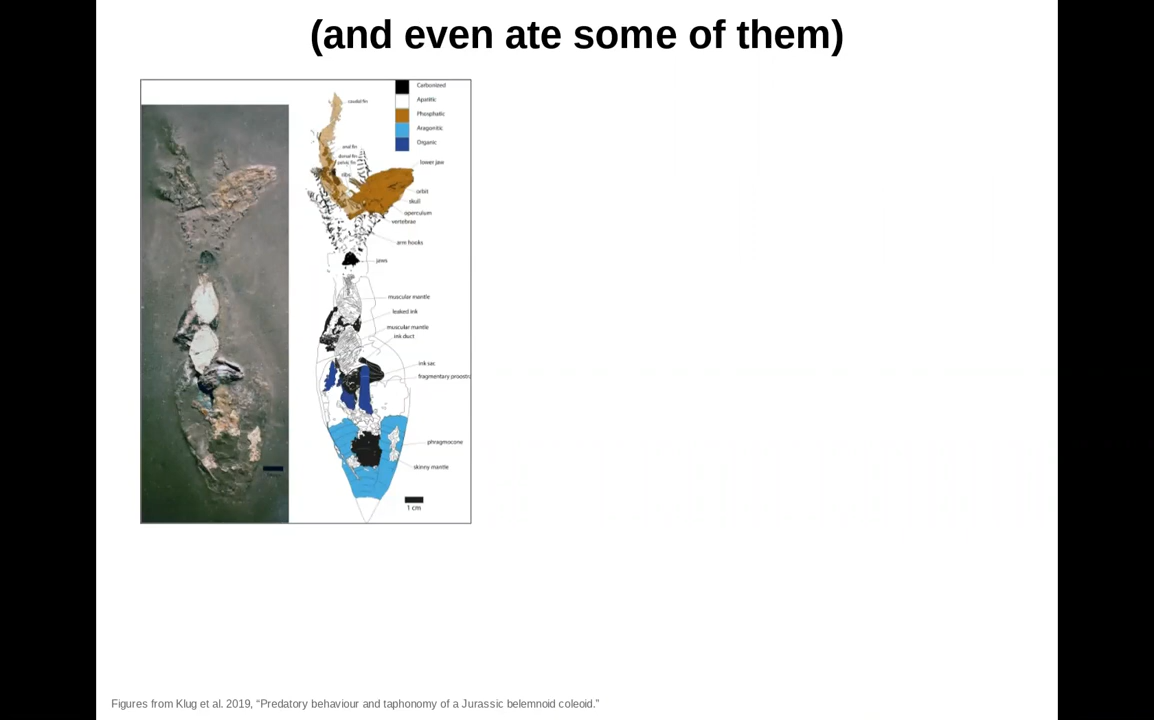 (and even ate some of them)
Carbonized
Apatitic
Phosphatic
Aragonitic
Organic
caudal fin
anal fin
dorsal fin
pelvic fin
ribs
lower jaw
orbit
skull
operculum
vertebrae
arm hooks
jaws
muscular mantle
leaked ink
muscular mantle
ink duct
ink sac
fragmentary proostr
phragmocone
skinny mantle
1 cm
Figures from Klug et al. 2019, “Predatory behaviour and taphonomy of a Jurassic belemnoid coleoid.”